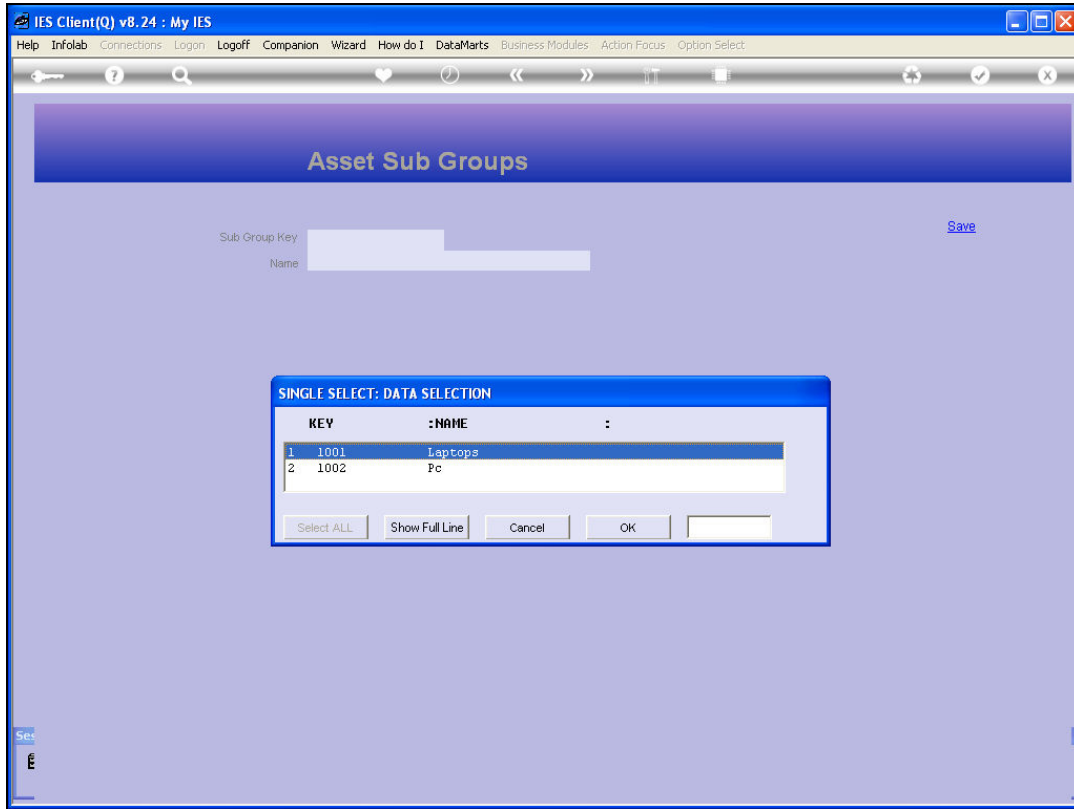 IES Client(Q) v8.24 : My IES
Help Infolab Connections Logon Logoff Companion Wizard How do I DataMarts Business Modules Action Focus Option Select
Asset Sub Groups
Save
Sub Group Key
Name
SINGLE SELECT: DATA SELECTION
KEY :NAME :
1 1001 Laptops
2 1002 Pc
Select ALL Show Full Line Cancel OK
Ses